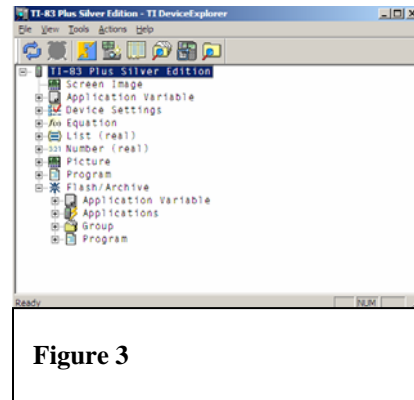 TI-83 Plus Silver Edition - TI DeviceExplorer
File View Tools Actions Help
TI-83 Plus Silver Edition
Screen Image
Application Variable
Device Settings
Equation
List (real)
Number (real)
Picture
Program
Flash/Archive
Application Variable
Applications
Group
Program
Ready NUM
Figure 3